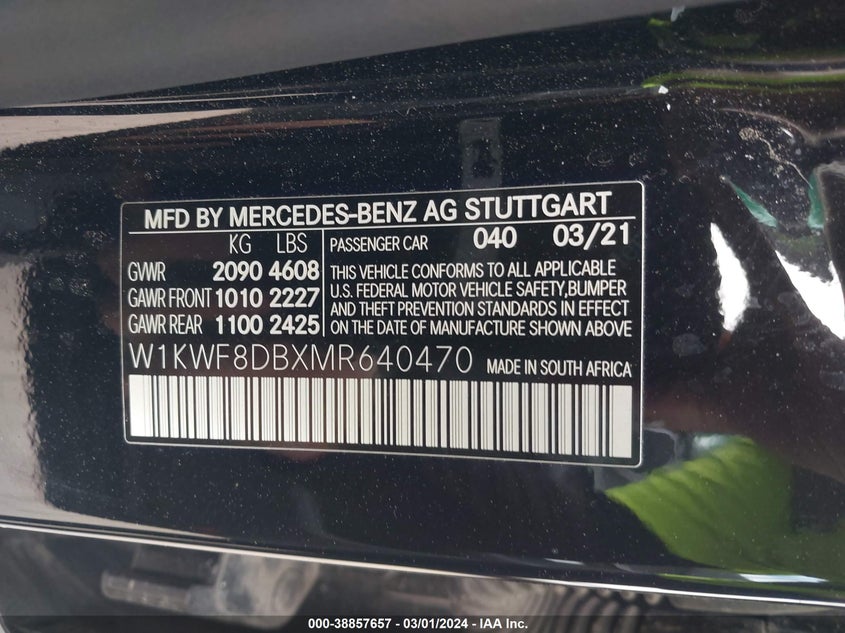 MFD BY MERCEDES-BENZ AG STUTTGART
KG LBS
GVWR 2090 4608
GAWR FRONT 1010 2227
GAWR REAR 1100 2425
PASSENGER CAR 040 03/21
THIS VEHICLE CONFORMS TO ALL APPLICABLE
U.S. FEDERAL MOTOR VEHICLE SAFETY,BUMPER
AND THEFT PREVENTION STANDARDS IN EFFECT
ON THE DATE OF MANUFACTURE SHOWN ABOVE
W1KWF8DBXMR640470 MADE IN SOUTH AFRICA
000-38857657 - 03/01/2024 - IAA Inc.